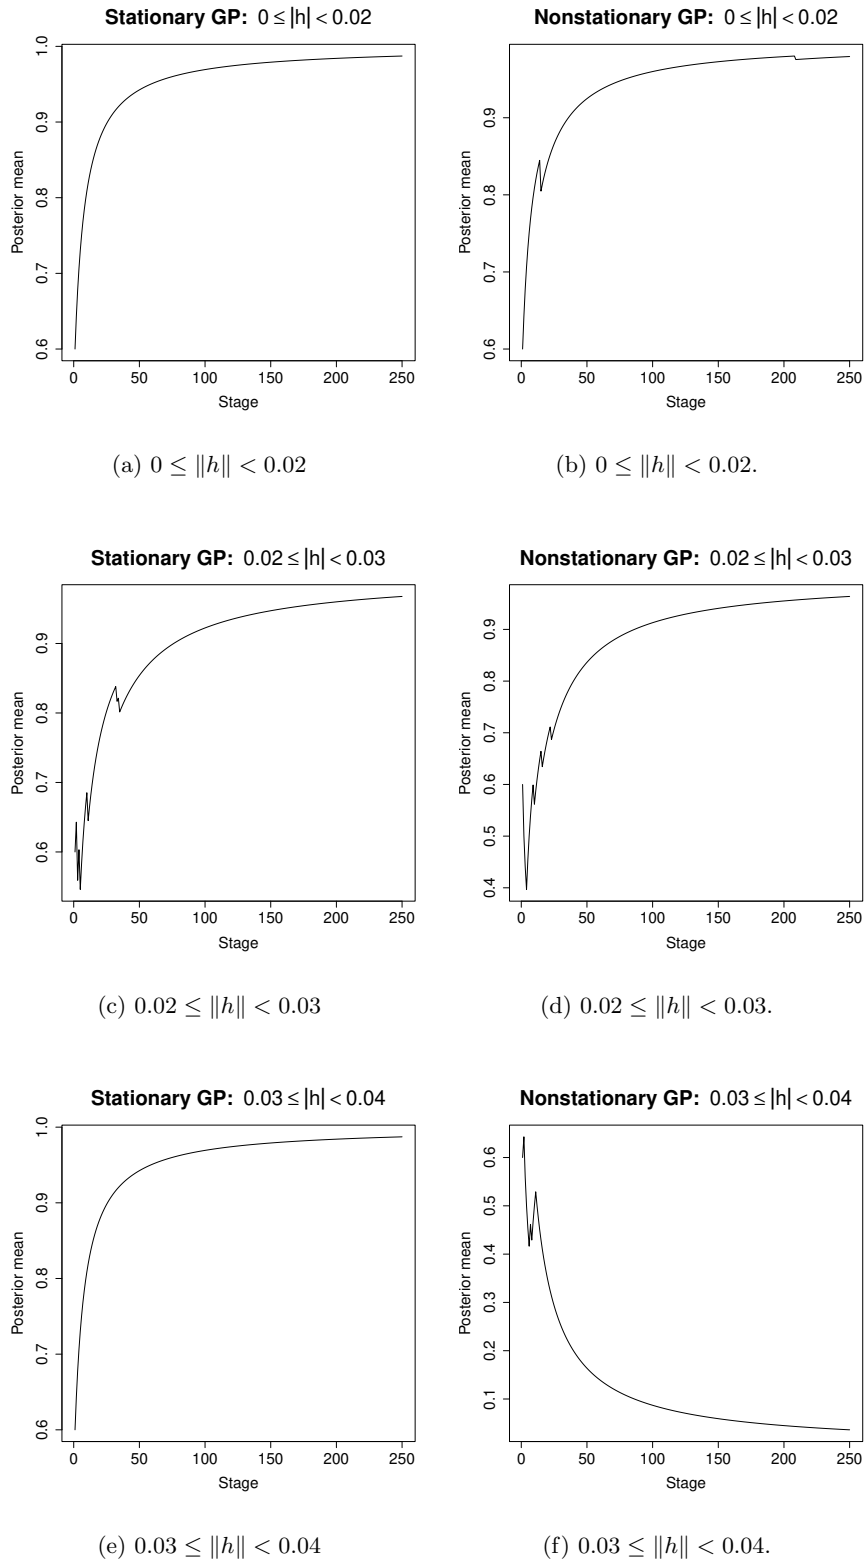 Stationary GP: 0 ≤ |h| < 0.02
Posterior mean
0.6 0.7 0.8 0.9 1.0
0 50 100 150 200 250
Stage
(a) 0 ≤ ‖h‖ < 0.02
Nonstationary GP: 0 ≤ |h| < 0.02
Posterior mean
0.6 0.7 0.8 0.9
0 50 100 150 200 250
Stage
(b) 0 ≤ ‖h‖ < 0.02.
Stationary GP: 0.02 ≤ |h| < 0.03
Posterior mean
0.6 0.7 0.8 0.9
0 50 100 150 200 250
Stage
(c) 0.02 ≤ ‖h‖ < 0.03
Nonstationary GP: 0.02 ≤ |h| < 0.03
Posterior mean
0.4 0.5 0.6 0.7 0.8 0.9
0 50 100 150 200 250
Stage
(d) 0.02 ≤ ‖h‖ < 0.03.
Stationary GP: 0.03 ≤ |h| < 0.04
Posterior mean
0.6 0.7 0.8 0.9 1.0
0 50 100 150 200 250
Stage
(e) 0.03 ≤ ‖h‖ < 0.04
Nonstationary GP: 0.03 ≤ |h| < 0.04
Posterior mean
0.1 0.2 0.3 0.4 0.5 0.6
0 50 100 150 200 250
Stage
(f) 0.03 ≤ ‖h‖ < 0.04.